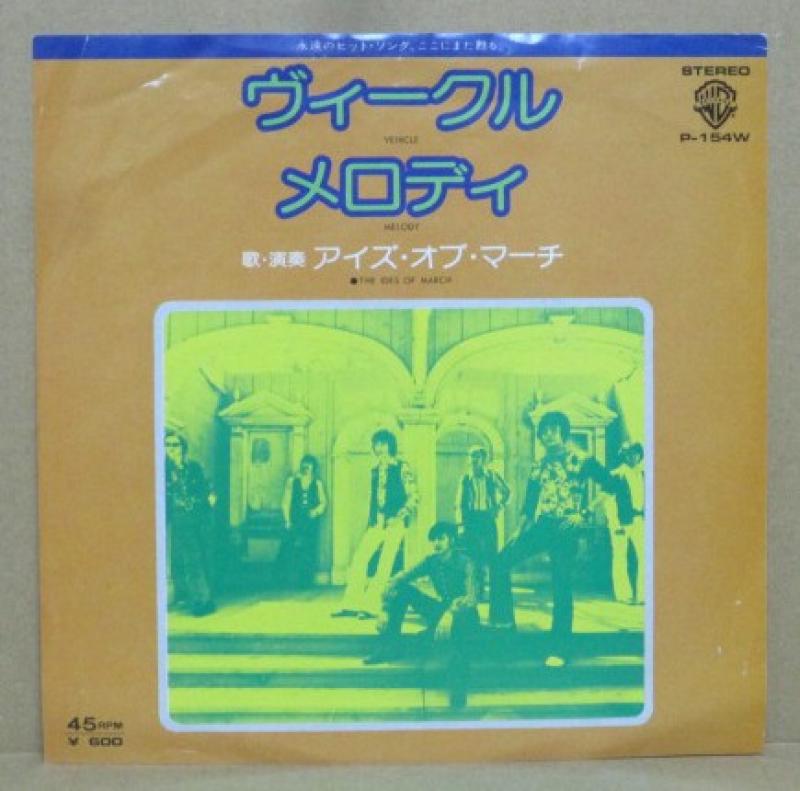 永遠のヒット・ソング、ここにまた甦る。
STEREO
ヴィークル
VEHICLE
P-154W
メロディ
MELODY
歌・演奏 アイズ・オブ・マーチ
●THE IDES OF MARCH
45RPM
¥ 600